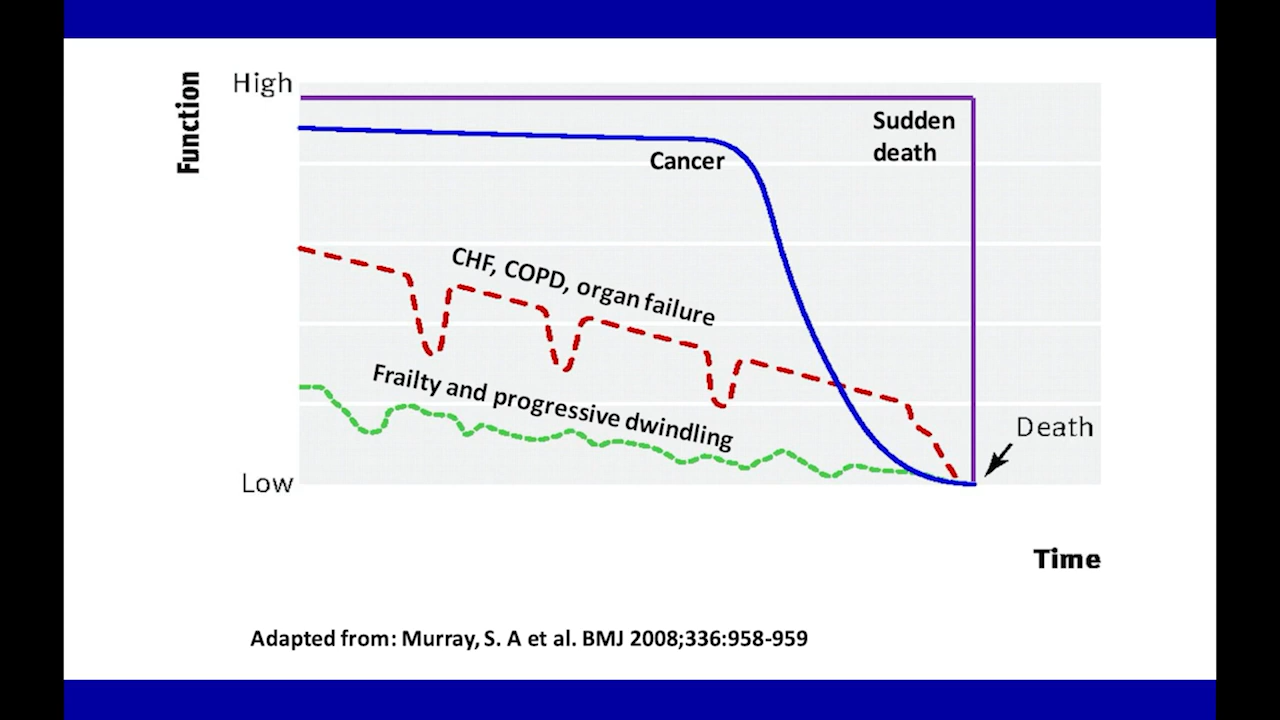 Function
High
Sudden
death
Cancer
CHF, COPD, organ failure
Frailty and progressive dwindling
Death
Low
Time
Adapted from: Murray, S. A et al. BMJ 2008;336:958-959